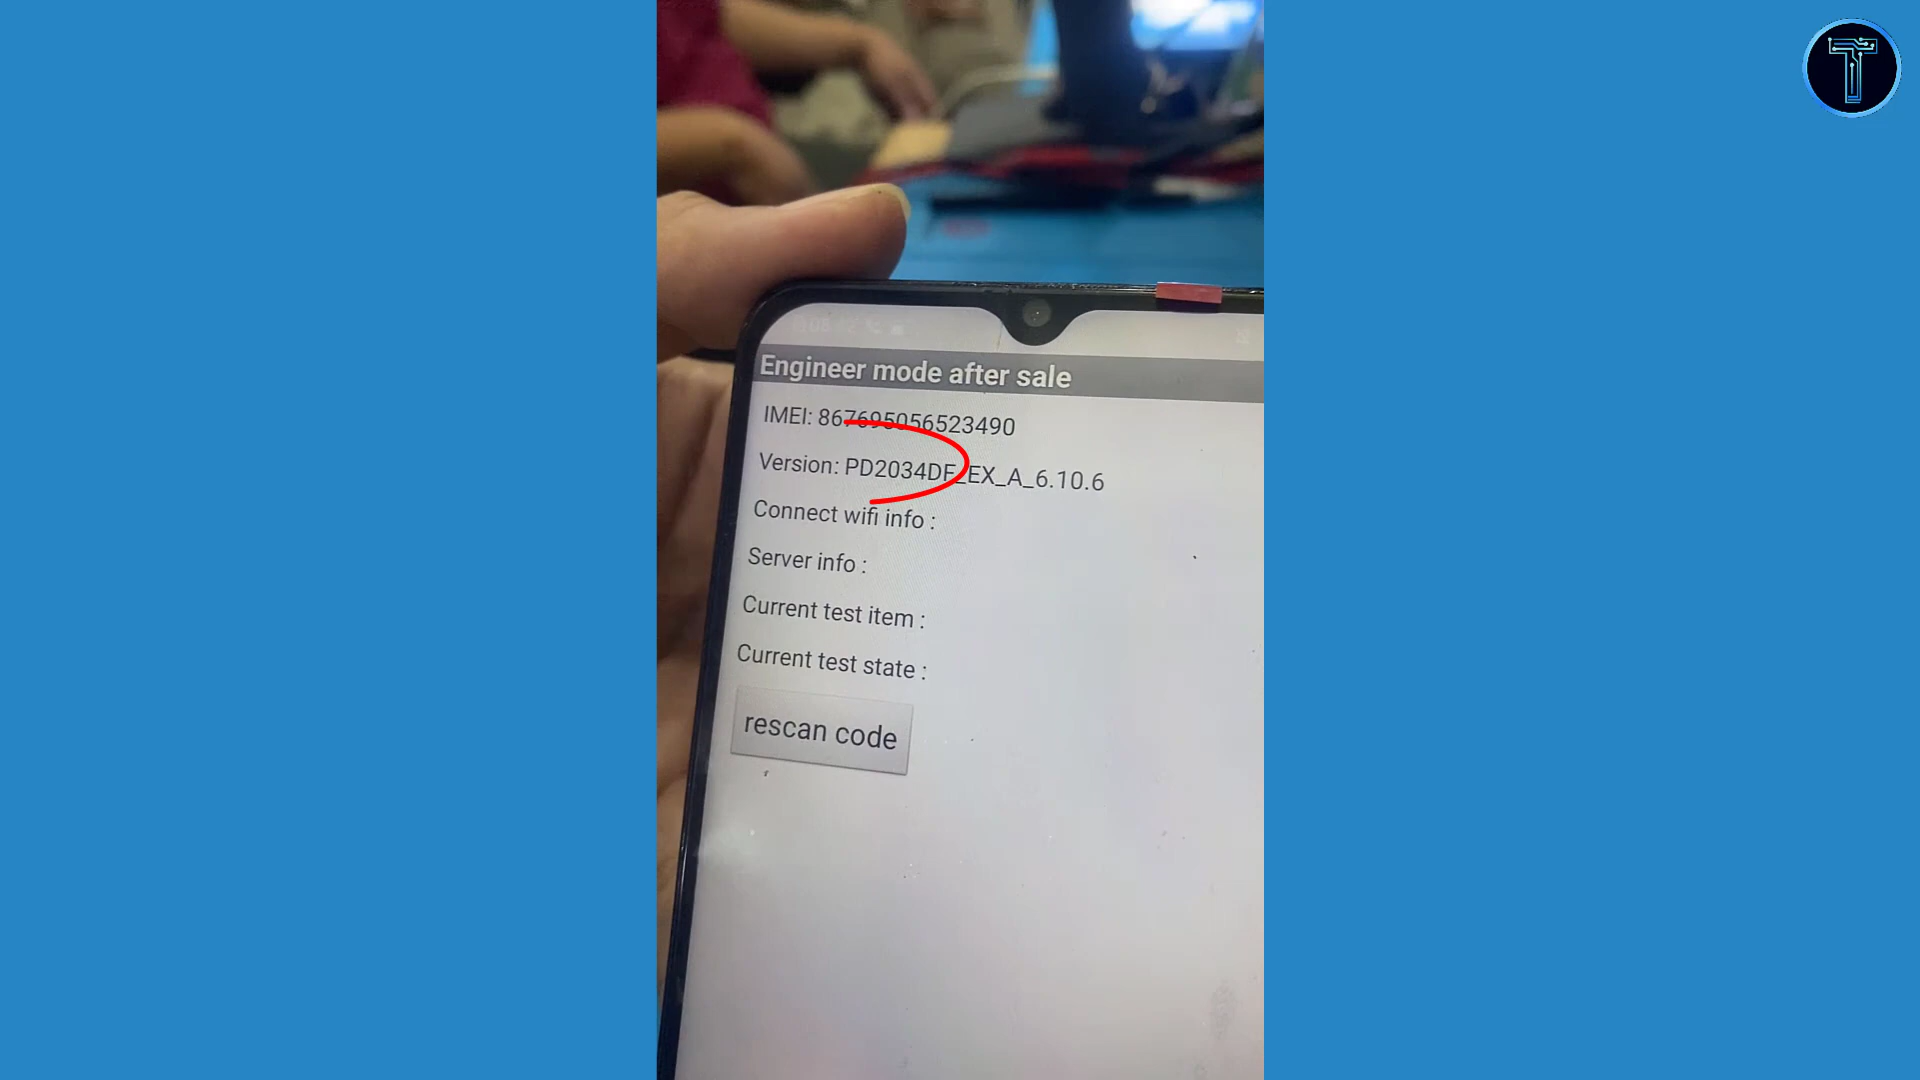 Engineer mode after sale
IMEI: 867695056523490
Version: PD2034DF_EX_A_6.10.6
Connect wifi info :
Server info :
Current test item :
Current test state :
rescan code
T